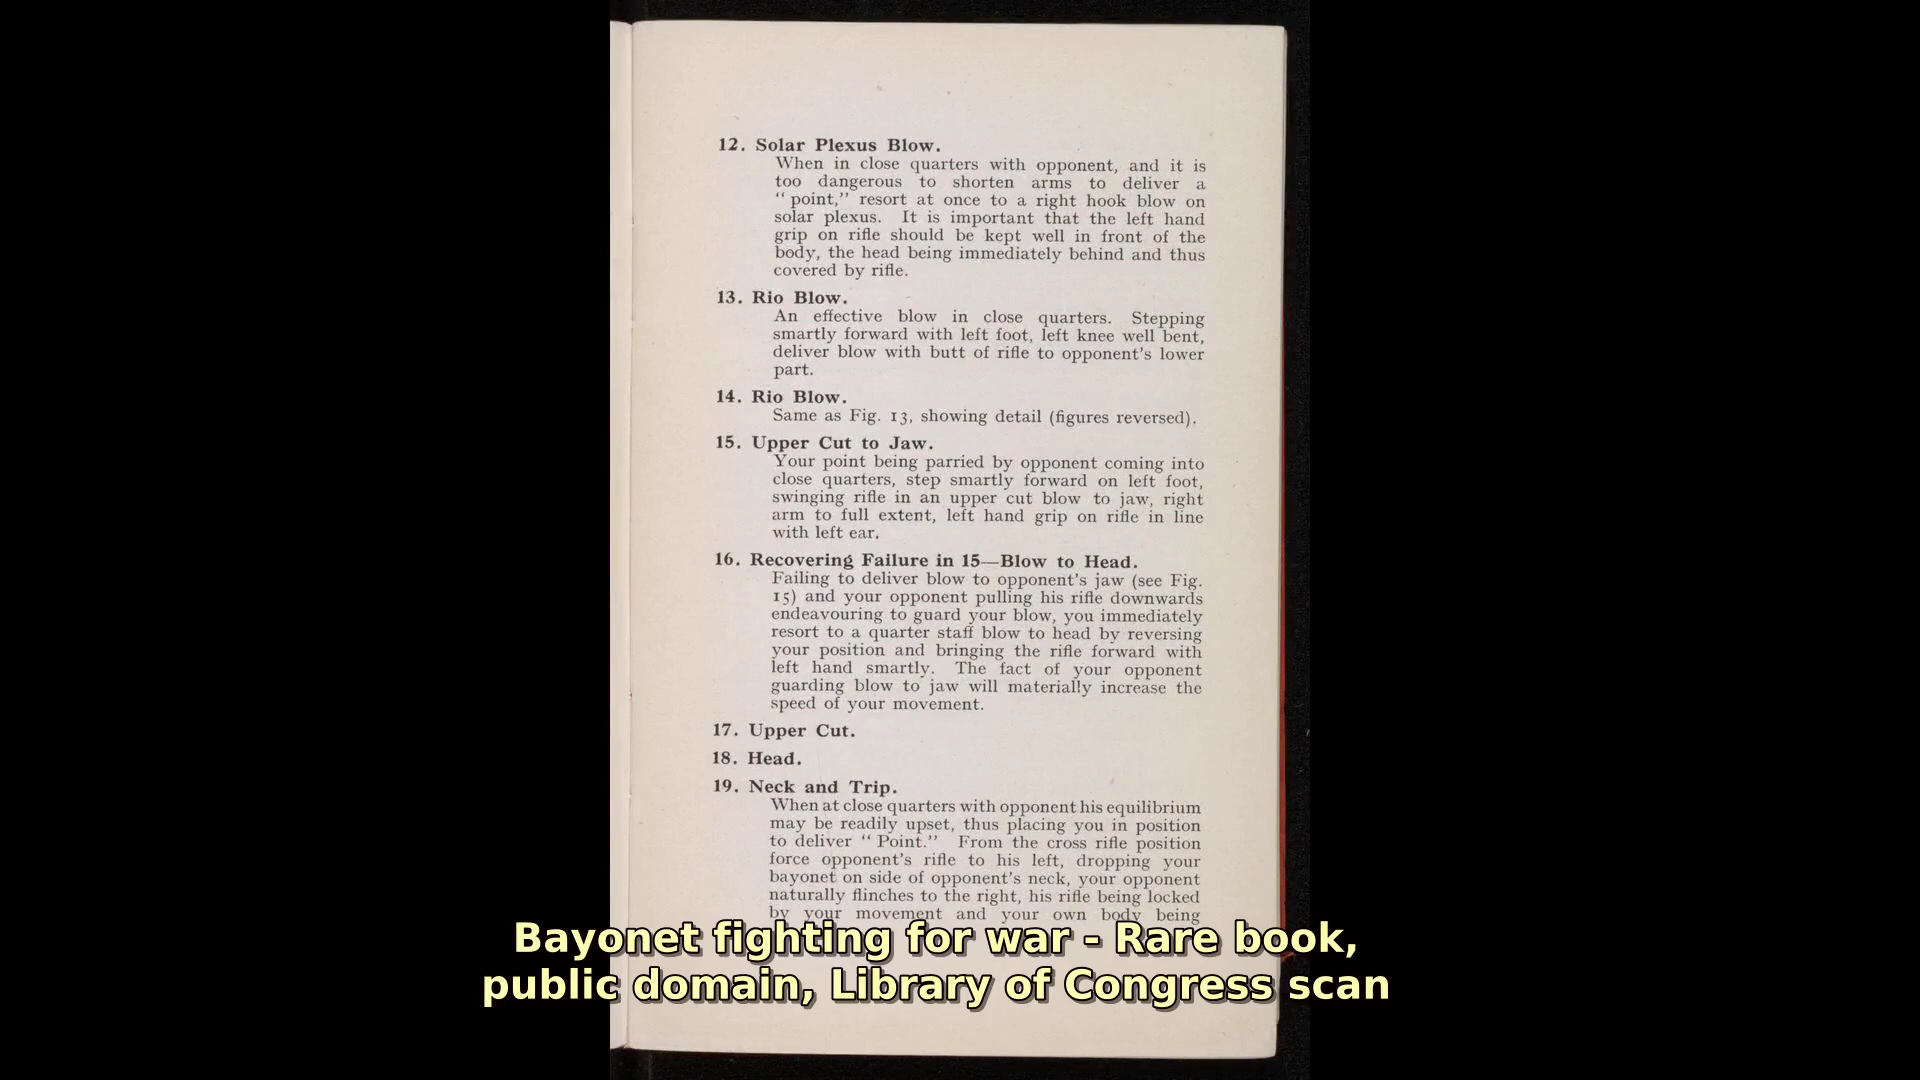 12. Solar Plexus Blow.
When in close quarters with opponent, and it is
too dangerous to shorten arms to deliver a
“ point,” resort at once to a right hook blow on
solar plexus. It is important that the left hand
grip on rifle should be kept well in front of the
body, the head being immediately behind and thus
covered by rifle.
13. Rio Blow.
An effective blow in close quarters. Stepping
smartly forward with left foot, left knee well bent,
deliver blow with butt of rifle to opponent’s lower
part.
14. Rio Blow.
Same as Fig. 13, showing detail (figures reversed).
15. Upper Cut to Jaw.
Your point being parried by opponent coming into
close quarters, step smartly forward on left foot,
swinging rifle in an upper cut blow to jaw, right
arm to full extent, left hand grip on rifle in line
with left ear.
16. Recovering Failure in 15—Blow to Head.
Failing to deliver blow to opponent’s jaw (see Fig.
15) and your opponent pulling his rifle downwards
endeavouring to guard your blow, you immediately
resort to a quarter staff blow to head by reversing
your position and bringing the rifle forward with
left hand smartly. The fact of your opponent
guarding blow to jaw will materially increase the
speed of your movement.
17. Upper Cut.
18. Head.
19. Neck and Trip.
When at close quarters with opponent his equilibrium
may be readily upset, thus placing you in position
to deliver “ Point.” From the cross rifle position
force opponent’s rifle to his left, dropping your
bayonet on side of opponent’s neck, your opponent
naturally flinches to the right, his rifle being locked
by your movement and your own body being
Bayonet fighting for war - Rare book,
public domain, Library of Congress scan